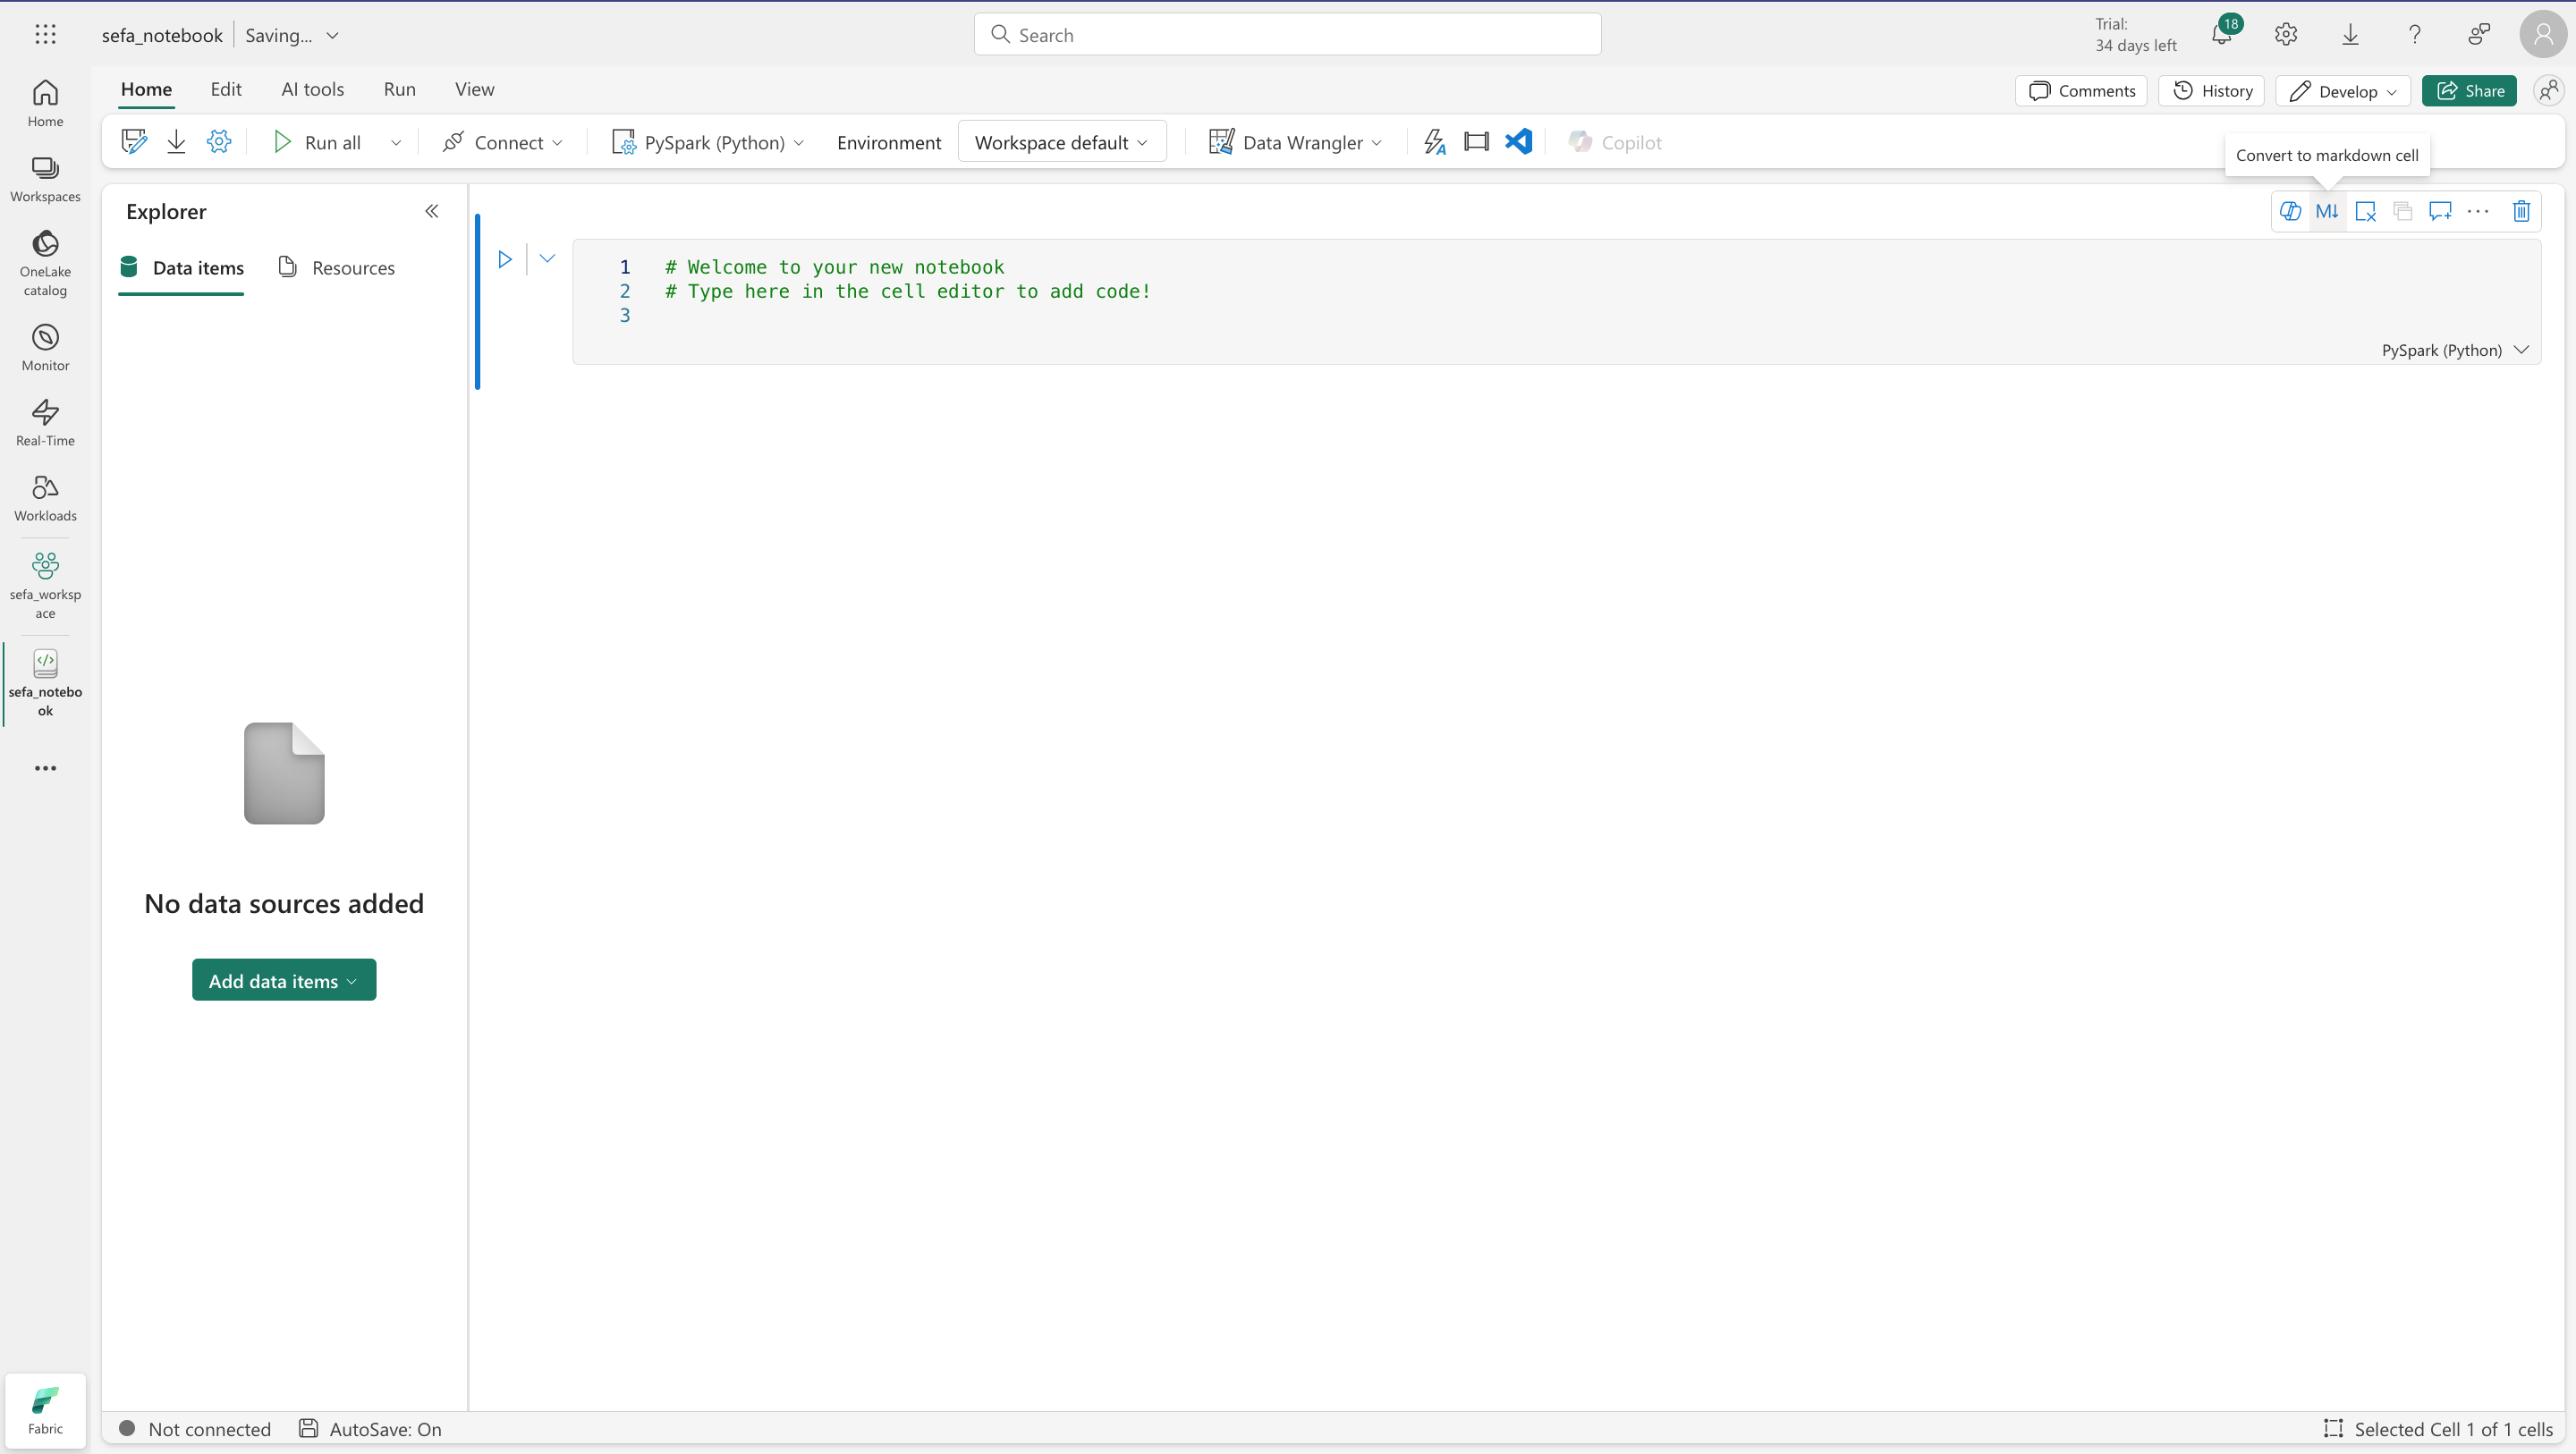 sefa_notebook Saving...
Search
Trial:
34 days left
18
Home Edit AI tools Run View
Comments History Develop Share
Run all Connect PySpark (Python) Environment Workspace default Data Wrangler Copilot
Convert to markdown cell
Home
Workspaces
OneLake
catalog
Monitor
Real-Time
Workloads
sefa_worksp
ace
sefa_notebo
ok
Fabric
Explorer
Data items Resources
No data sources added
Add data items
M
1 # Welcome to your new notebook
2 # Type here in the cell editor to add code!
3
PySpark (Python)
Not connected AutoSave: On
Selected Cell 1 of 1 cells